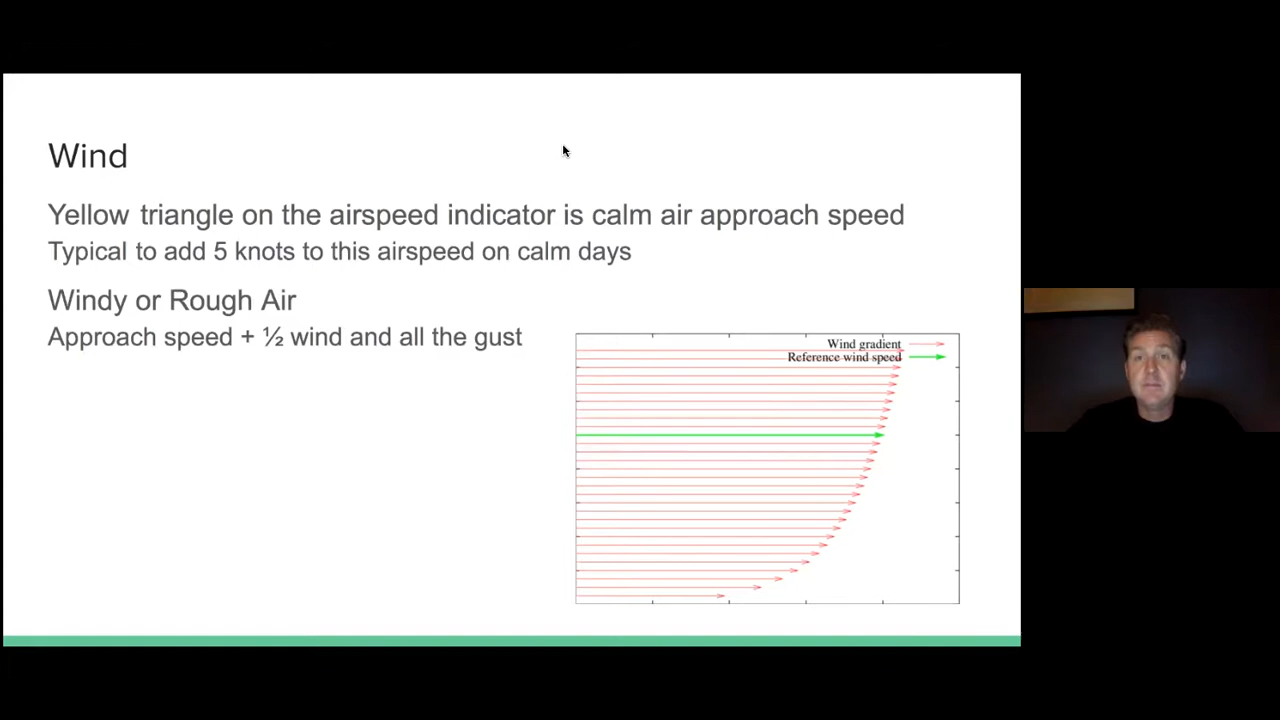 Wind
Yellow triangle on the airspeed indicator is calm air approach speed
Typical to add 5 knots to this airspeed on calm days
Windy or Rough Air
Approach speed + ½ wind and all the gust
Wind gradient
Reference wind speed